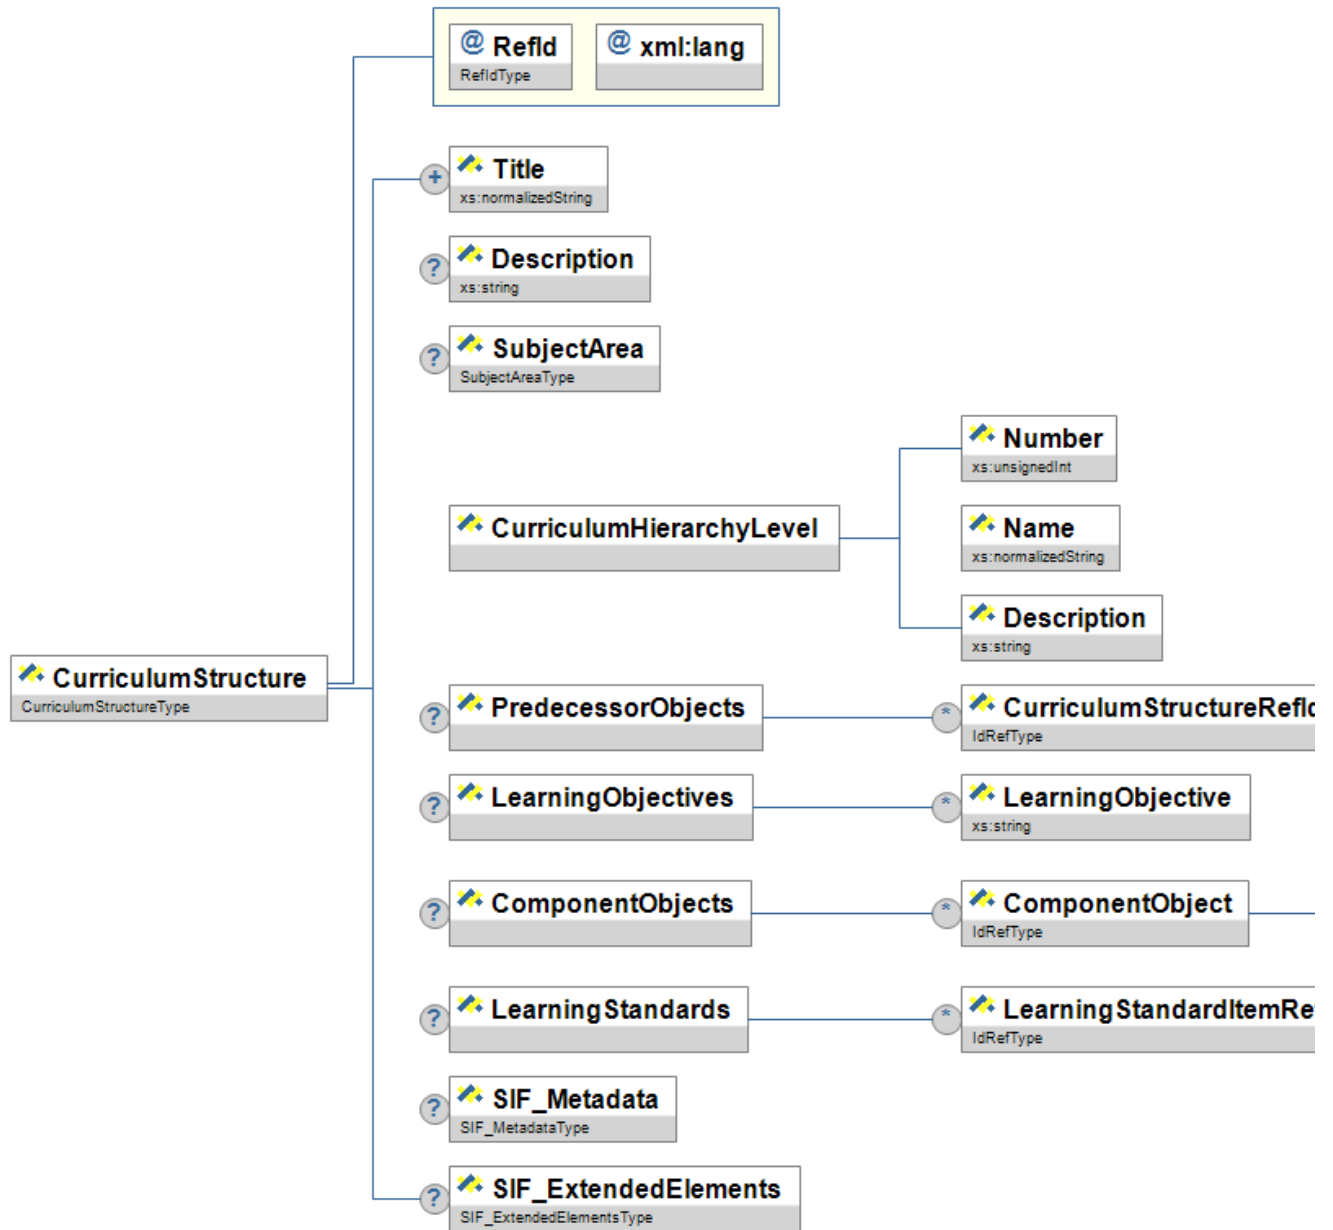 @ RefId
RefIdType
@ xml:lang
+ Title
xs:normalizedString
? Description
xs:string
? SubjectArea
SubjectAreaType
CurriculumHierarchyLevel
Number
xs:unsignedInt
Name
xs:normalizedString
Description
xs:string
CurriculumStructure
CurriculumStructureType
? PredecessorObjects
* CurriculumStructureRefId
IdRefType
? LearningObjectives
* LearningObjective
xs:string
? ComponentObjects
* ComponentObject
IdRefType
? LearningStandards
* LearningStandardItemRe
IdRefType
? SIF_Metadata
SIF_MetadataType
? SIF_ExtendedElements
SIF_ExtendedElementsType